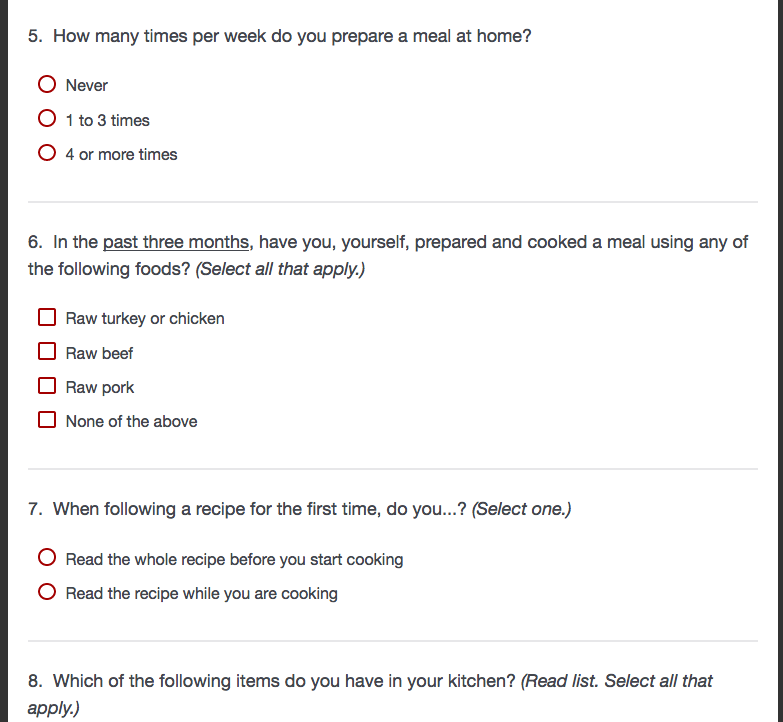 5. How many times per week do you prepare a meal at home?
Never
1 to 3 times
4 or more times
6. In the past three months, have you, yourself, prepared and cooked a meal using any of
the following foods? (Select all that apply.)
Raw turkey or chicken
Raw beef
Raw pork
None of the above
7. When following a recipe for the first time, do you...? (Select one.)
Read the whole recipe before you start cooking
Read the recipe while you are cooking
8. Which of the following items do you have in your kitchen? (Read list. Select all that
apply.)